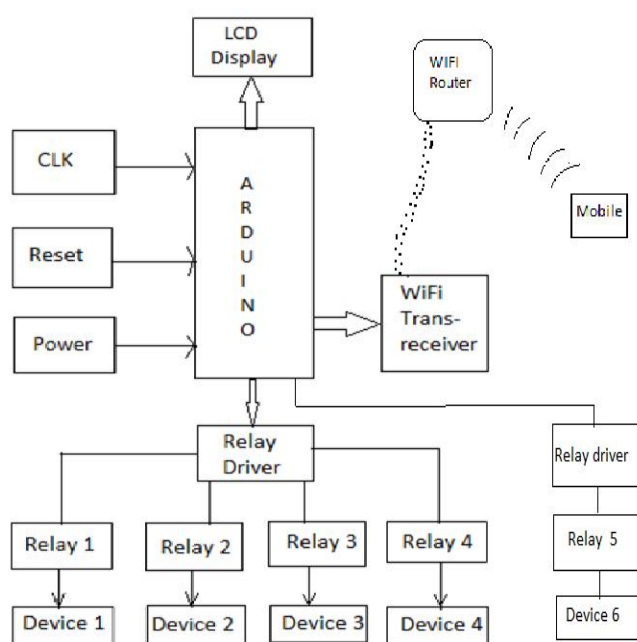 LCD
Display
WIFI
Router
CLK
ARDUINO
Mobile
Reset
WiFi
Trans-
receiver
Power
Relay
Driver
Relay driver
Relay 1
Relay 2
Relay 3
Relay 4
Relay 5
Device 1
Device 2
Device 3
Device 4
Device 6